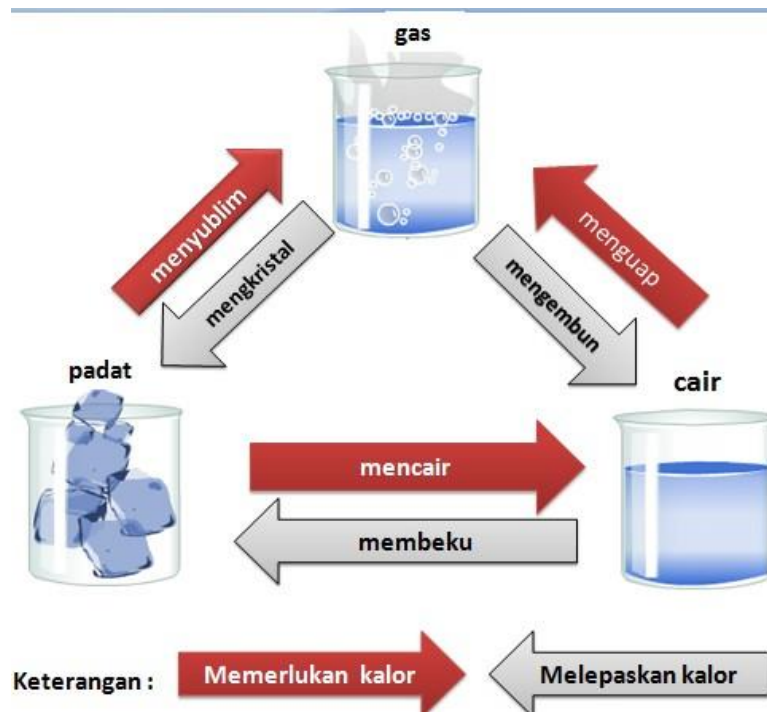 gas
menyublim
mengkristal
menguap
mengembun
padat
cair
mencair
membeku
Keterangan :
Memerlukan kalor
Melepaskan kalor